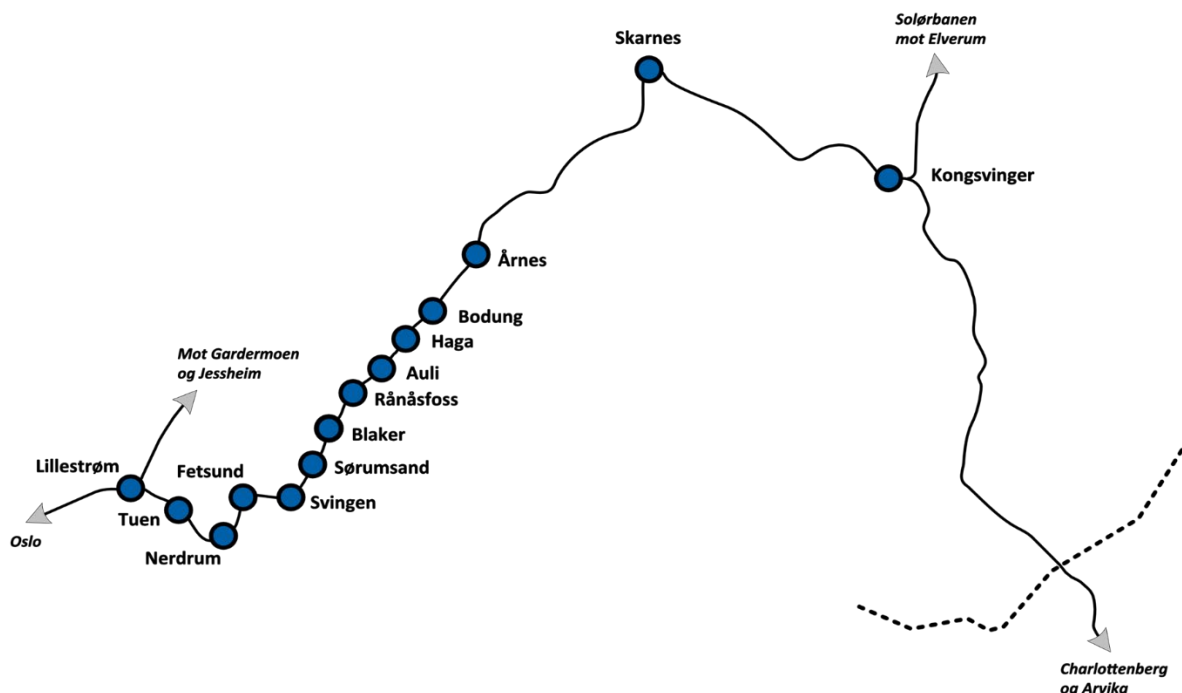 Skarnes
Solørbanen
mot Elverum
Kongsvinger
Årnes
Bodung
Haga
Mot Gardermoen
og Jessheim
Auli
Rånåsfoss
Blaker
Lillestrøm
Fetsund
Sørumsand
Svingen
Tuen
Oslo
Nerdrum
Charlottenberg
og Arvika